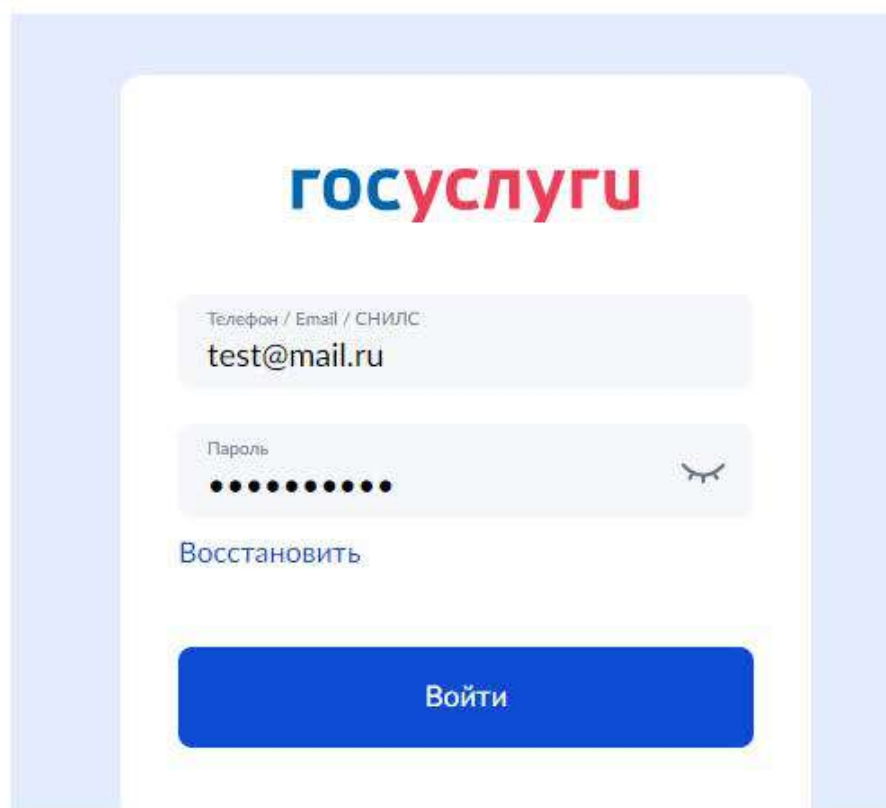 госуслуги
Телефон / Email / СНИЛС
test@mail.ru
Пароль
••••••••••
Восстановить
Войти